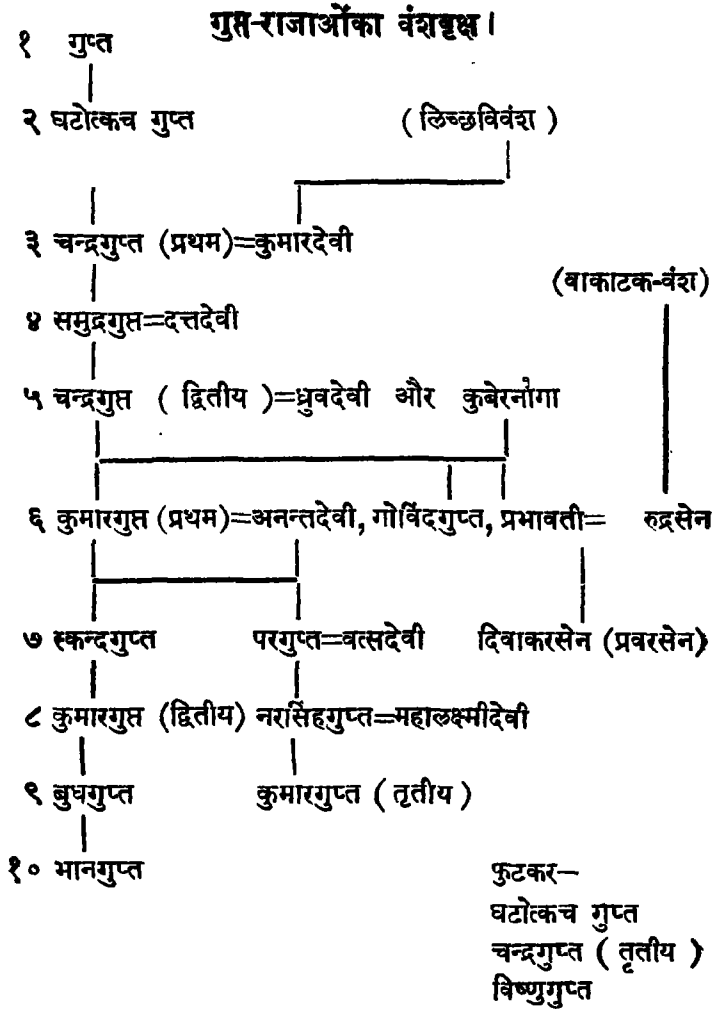 गुप्त-राजाओंका वंशवृक्ष।
१ गुप्त
२ घटोत्कच गुप्त (लिच्छविवंश)
३ चन्द्रगुप्त (प्रथम)=कुमारदेवी
(वाकाटक-वंश)
४ समुद्रगुप्त=दत्तदेवी
५ चन्द्रगुप्त (द्वितीय)=ध्रुवदेवी और कुबेरनागा
६ कुमारगुप्त (प्रथम)=अनन्तदेवी, गोविंदगुप्त, प्रभावती= रुद्रसेन
७ स्कन्दगुप्त परगुप्त=वत्सदेवी दिवाकरसेन (प्रवरसेन)
८ कुमारगुप्त (द्वितीय) नरसिंहगुप्त=महालक्ष्मीदेवी
९ बुधगुप्त कुमारगुप्त (तृतीय)
१० भानगुप्त
फुटकर—
घटोत्कच गुप्त
चन्द्रगुप्त (तृतीय)
विष्णुगुप्त